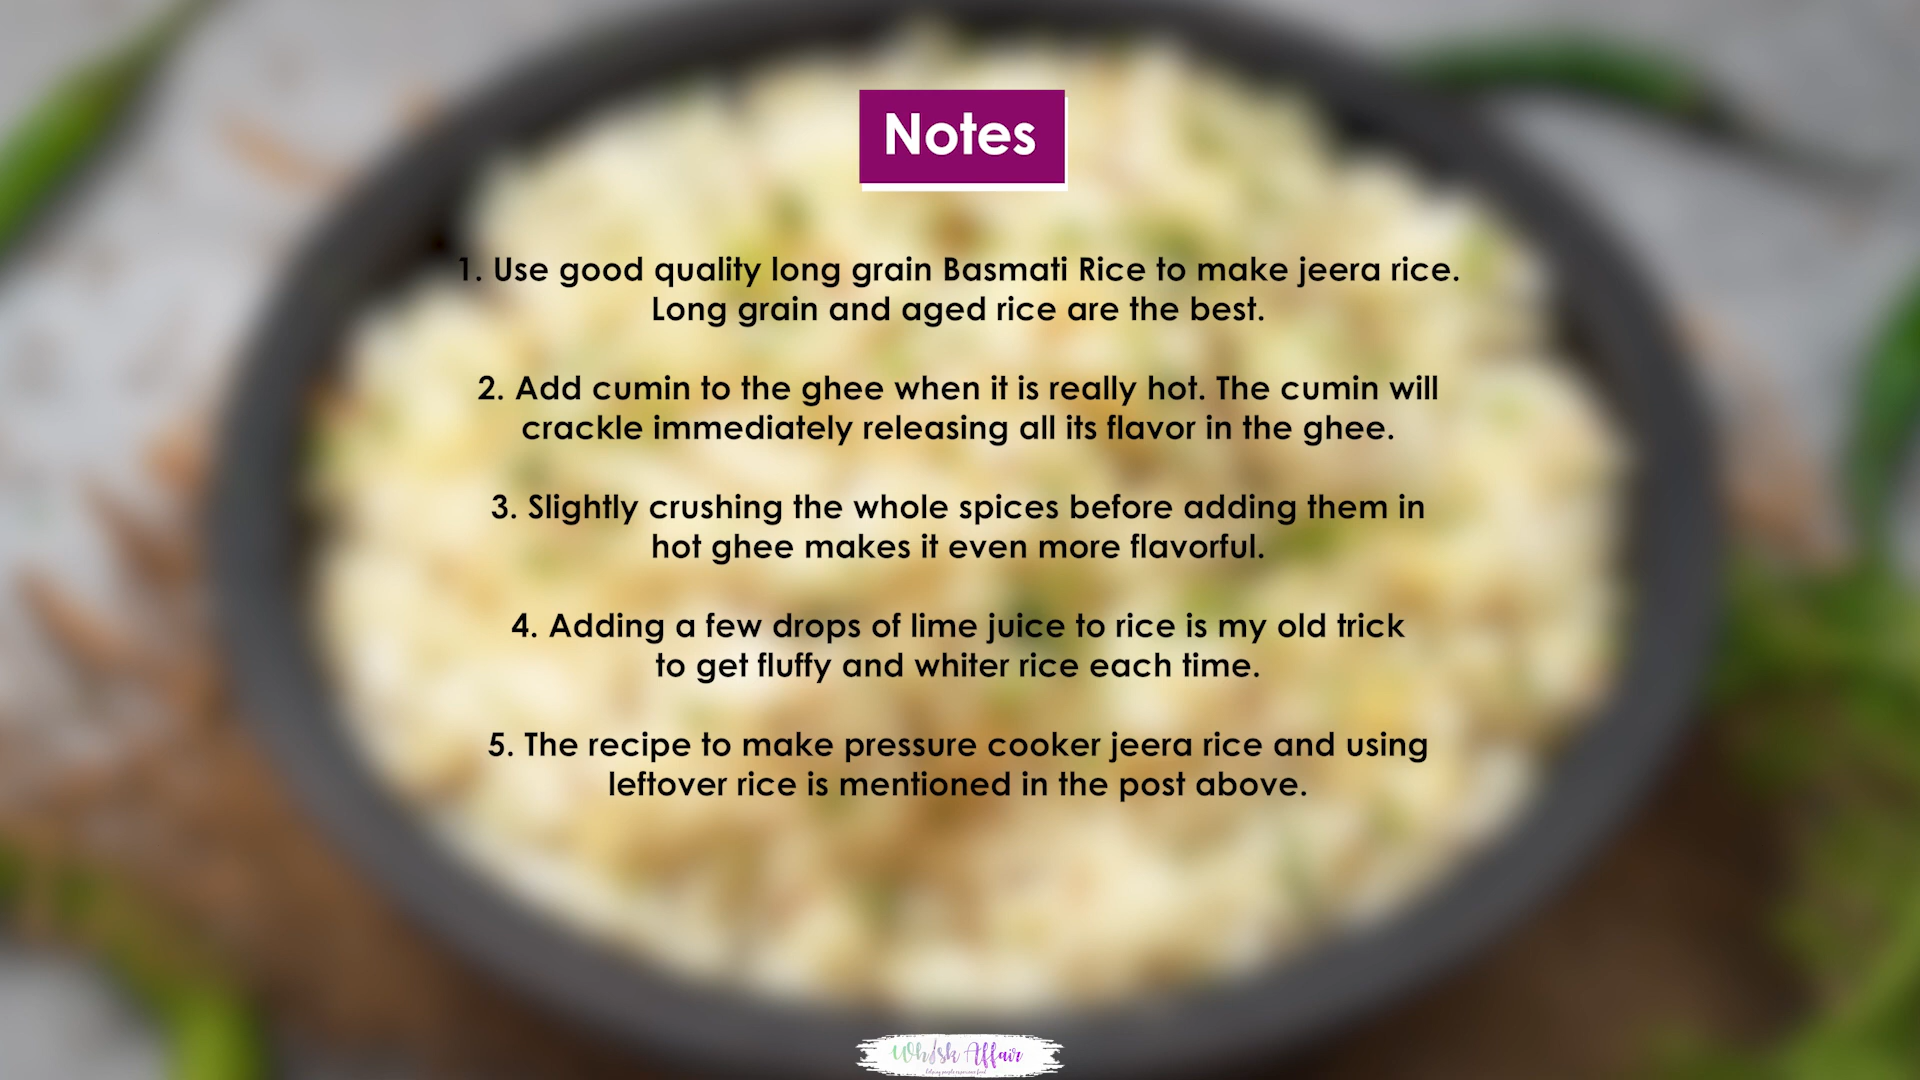 Notes
1. Use good quality long grain Basmati Rice to make jeera rice.
Long grain and aged rice are the best.
2. Add cumin to the ghee when it is really hot. The cumin will
crackle immediately releasing all its flavor in the ghee.
3. Slightly crushing the whole spices before adding them in
hot ghee makes it even more flavorful.
4. Adding a few drops of lime juice to rice is my old trick
to get fluffy and whiter rice each time.
5. The recipe to make pressure cooker jeera rice and using
leftover rice is mentioned in the post above.
Whisk Affair